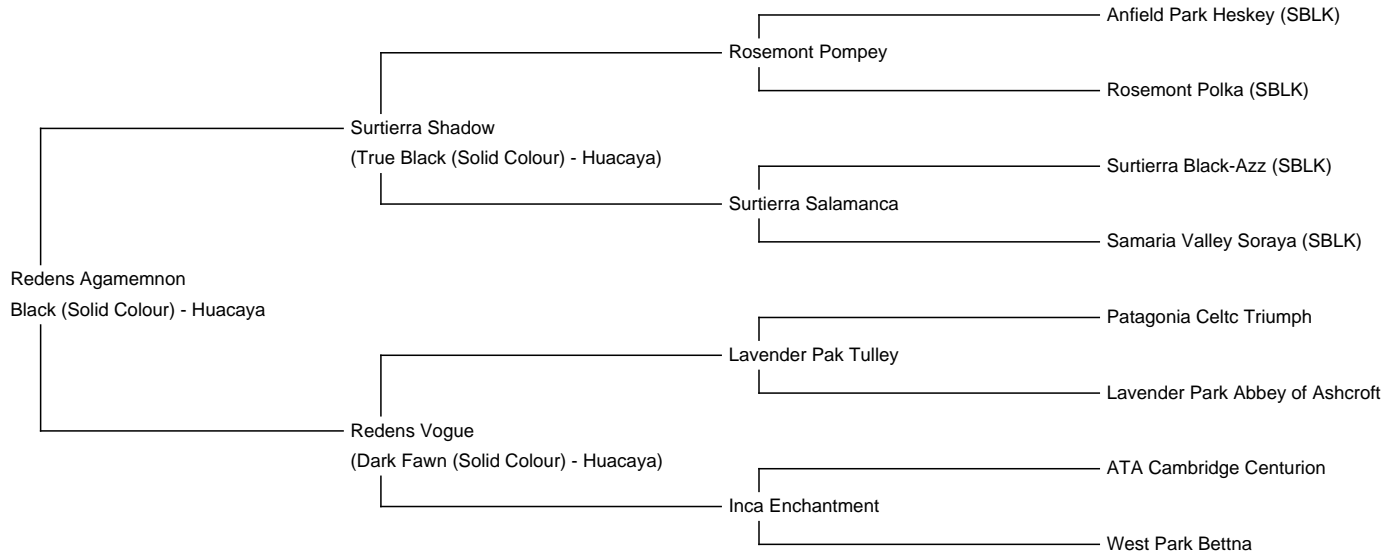 Anfield Park Heskey (SBLK)
Rosemont Pompey
Rosemont Polka (SBLK)
Surtierra Shadow
(True Black (Solid Colour) - Huacaya)
Surtierra Black-Azz (SBLK)
Surtierra Salamanca
Samaria Valley Soraya (SBLK)
Redens Agamemnon
Black (Solid Colour) - Huacaya
Patagonia Celtc Triumph
Lavender Pak Tulley
Lavender Park Abbey of Ashcroft
Redens Vogue
(Dark Fawn (Solid Colour) - Huacaya)
ATA Cambridge Centurion
Inca Enchantment
West Park Bettna